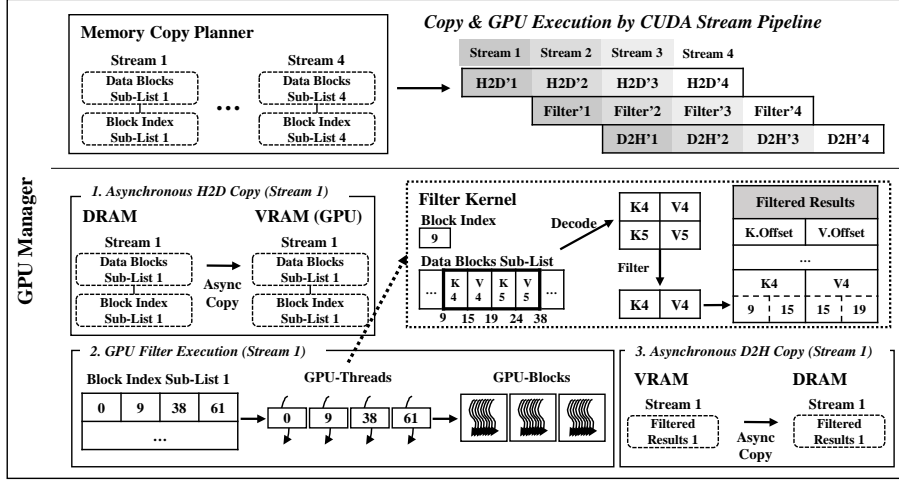 GPU Manager
Memory Copy Planner
Stream 1
Data Blocks
Sub-List 1
Block Index
Sub-List 1
...
Stream 4
Data Blocks
Sub-List 4
Block Index
Sub-List 4
Copy & GPU Execution by CUDA Stream Pipeline
Stream 1 Stream 2 Stream 3 Stream 4
H2D'1 H2D'2 H2D'3 H2D'4
Filter'1 Filter'2 Filter'3 Filter'4
D2H'1 D2H'2 D2H'3 D2H'4
1. Asynchronous H2D Copy (Stream 1)
DRAM
Stream 1
Data Blocks
Sub-List 1
Block Index
Sub-List 1
Async
Copy
VRAM (GPU)
Stream 1
Data Blocks
Sub-List 1
Block Index
Sub-List 1
Filter Kernel
Block Index
9
Data Blocks Sub-List
... K4 V4 K5 V5 ...
9 15 19 24 38
Decode
K4 V4
K5 V5
Filter
K4 V4
Filtered Results
K.Offset V.Offset
...
K4 V4
9 15 15 19
2. GPU Filter Execution (Stream 1)
Block Index Sub-List 1
0 9 38 61
...
GPU-Threads
0 9 38 61
GPU-Blocks
3. Asynchronous D2H Copy (Stream 1)
VRAM
Stream 1
Filtered
Results 1
Async
Copy
DRAM
Stream 1
Filtered
Results 1